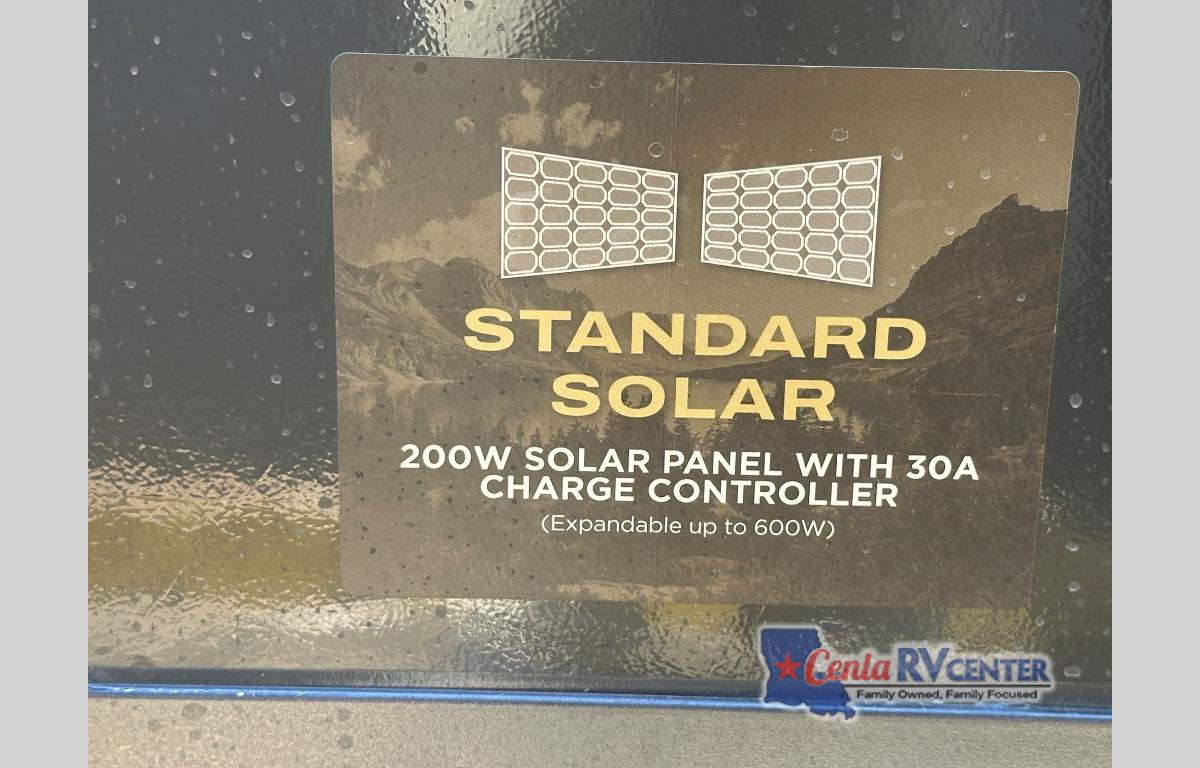 STANDARD
SOLAR
200W SOLAR PANEL WITH 30A
CHARGE CONTROLLER
(Expandable up to 600W)
Centa RV CENTER
Family Owned, Family Focused